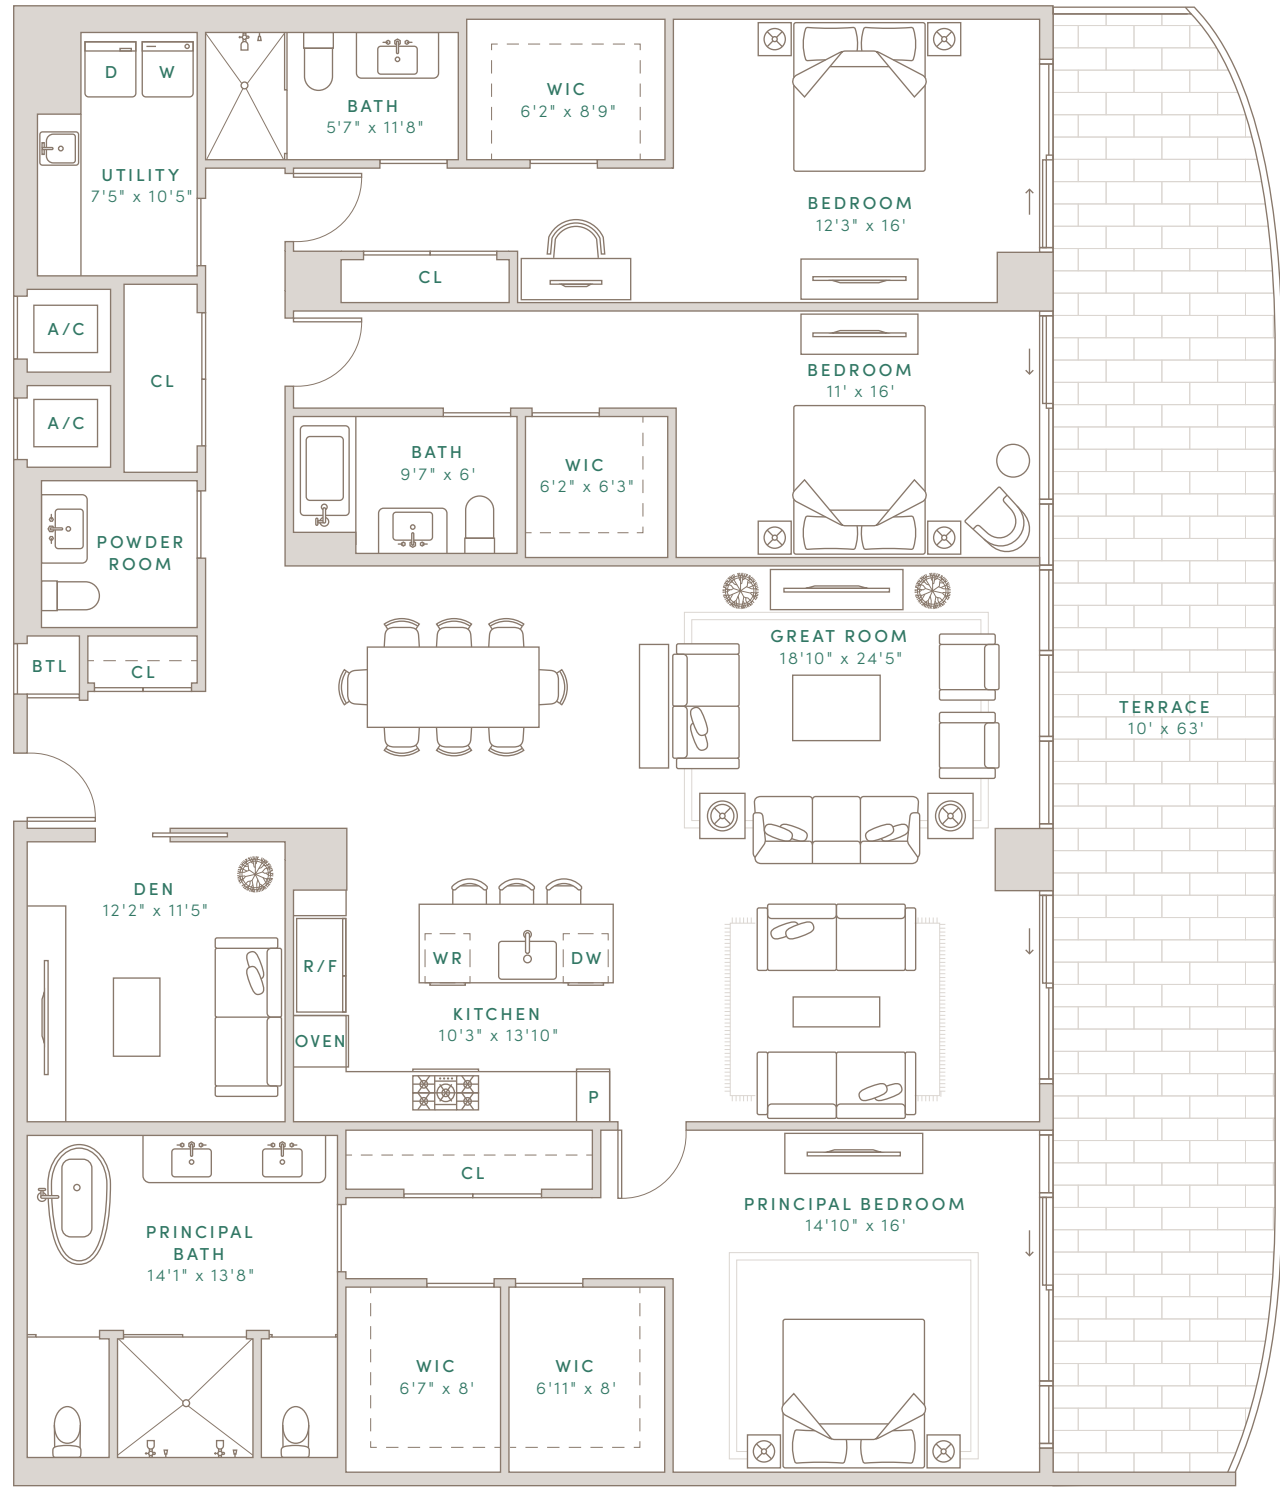 D
W
BATH
5'7" x 11'8"
WIC
6'2" x 8'9"
UTILITY
7'5" x 10'5"
BEDROOM
12'3" x 16'
CL
A/C
CL
A/C
BEDROOM
11' x 16'
BATH
9'7" x 6'
WIC
6'2" x 6'3"
POWDER
ROOM
BTL
CL
GREAT ROOM
18'10" x 24'5"
TERRACE
10' x 63'
DEN
12'2" x 11'5"
R/F
WR
DW
KITCHEN
10'3" x 13'10"
OVEN
P
CL
PRINCIPAL BEDROOM
14'10" x 16'
PRINCIPAL
BATH
14'1" x 13'8"
WIC
6'7" x 8'
WIC
6'11" x 8'